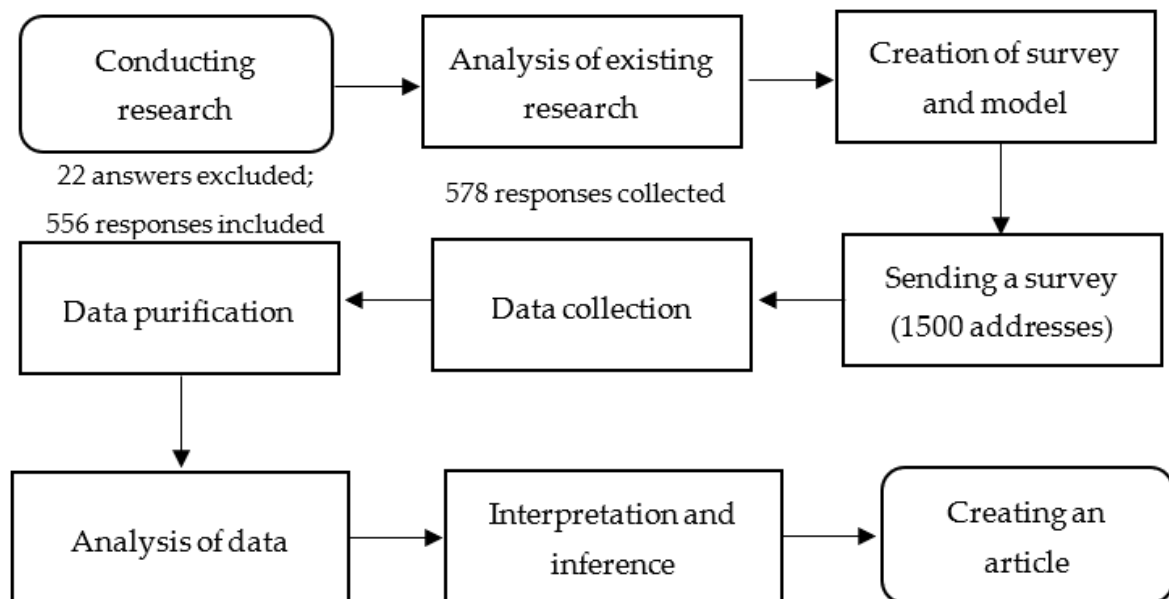 Conducting
research
Analysis of existing
research
Creation of survey
and model
22 answers excluded;
556 responses included
578 responses collected
Sending a survey
(1500 addresses)
Data collection
Data purification
Analysis of data
Interpretation and
inference
Creating an
article